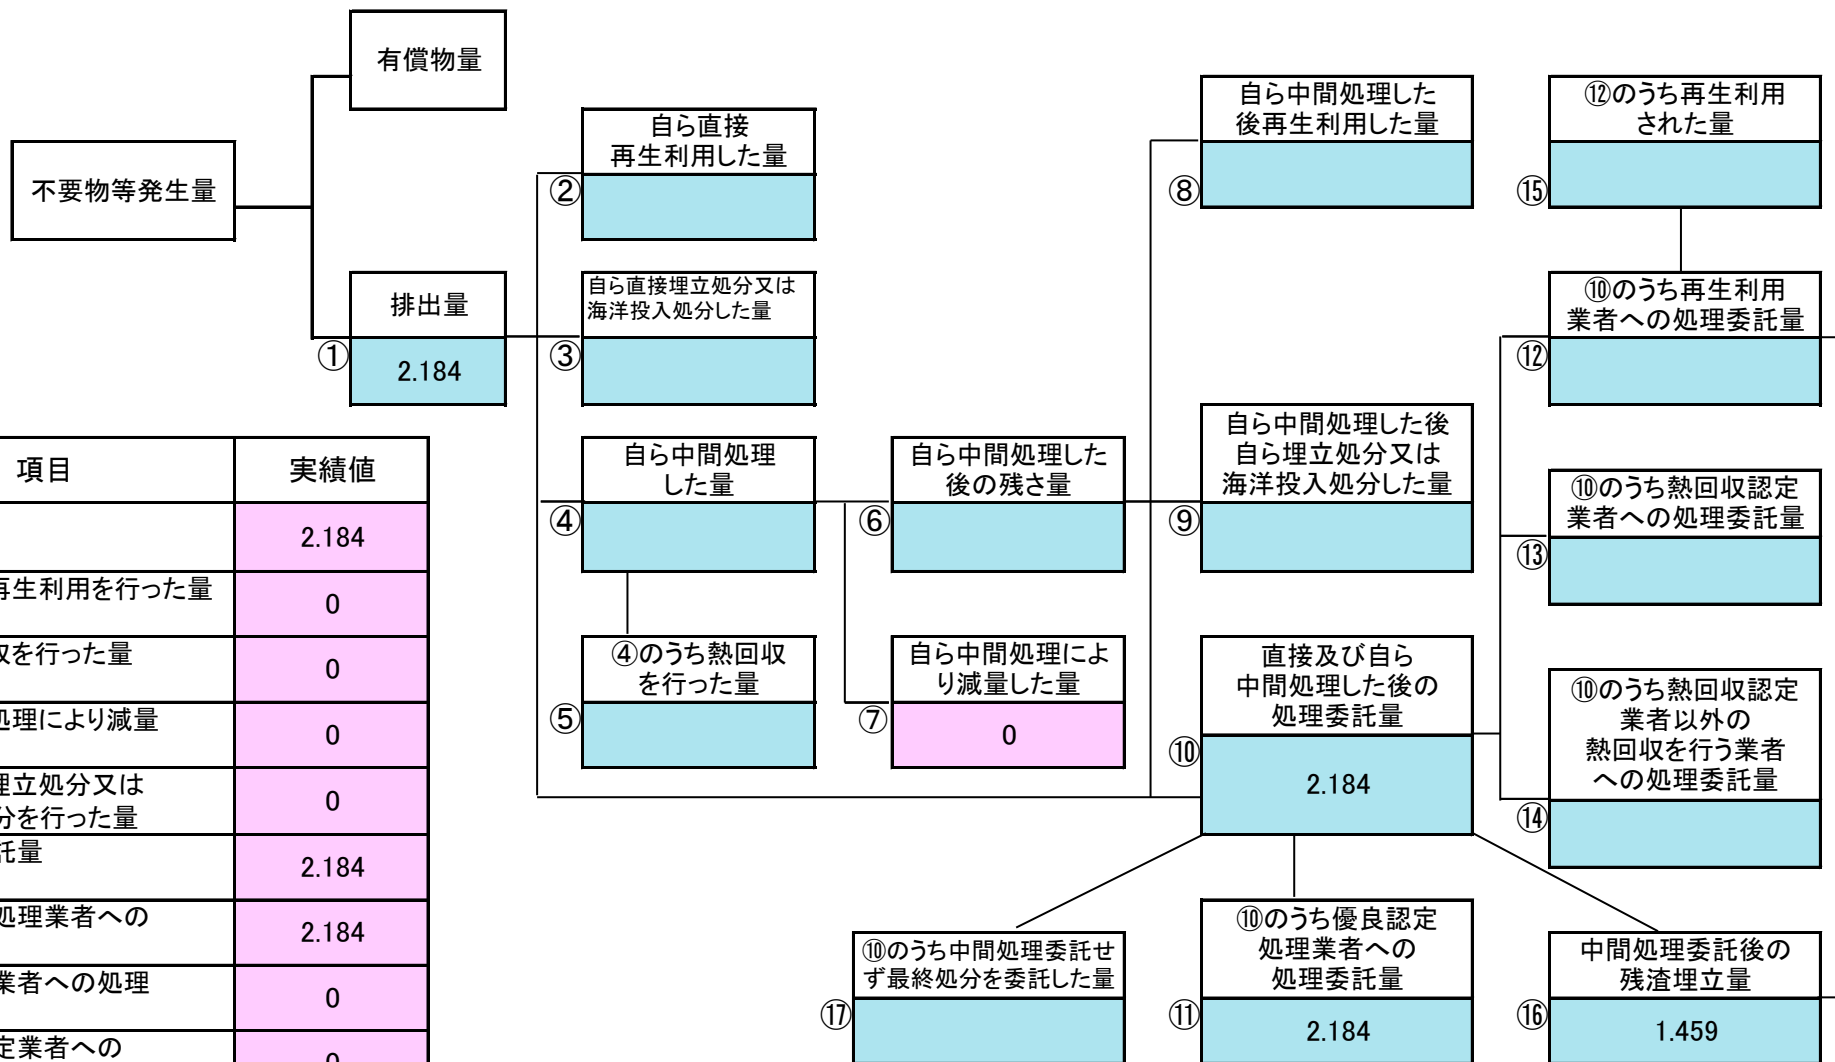 有償物量
不要物等発生量
排出量
①
2.184
自ら直接
再生利用した量
②
自ら直接埋立処分又は
海洋投入処分した量
③
自ら中間処理
した量
④
④のうち熱回収
を行った量
⑤
自ら中間処理した
後の残さ量
⑥
自ら中間処理によ
り減量した量
⑦
0
自ら中間処理した
後再生利用した量
⑧
自ら中間処理した後
自ら埋立処分又は
海洋投入処分した量
⑨
直接及び自ら
中間処理した後の
処理委託量
⑩
2.184
⑫のうち再生利用
された量
⑮
⑩のうち再生利用
業者への処理委託量
⑫
⑩のうち熱回収認定
業者への処理委託量
⑬
⑩のうち熱回収認定
業者以外の
熱回収を行う業者
への処理委託量
⑭
⑩のうち中間処理委託せ
ず最終処分を委託した量
⑰
⑩のうち優良認定
処理業者への
処理委託量
⑪
2.184
中間処理委託後の
残渣埋立量
⑯
1.459
項目 実績値
2.184
再生利用を行った量 0
を行った量 0
処理により減量 0
埋立処分又は
分を行った量 0
託量 2.184
処理業者への 2.184
業者への処理 0
定業者への 0